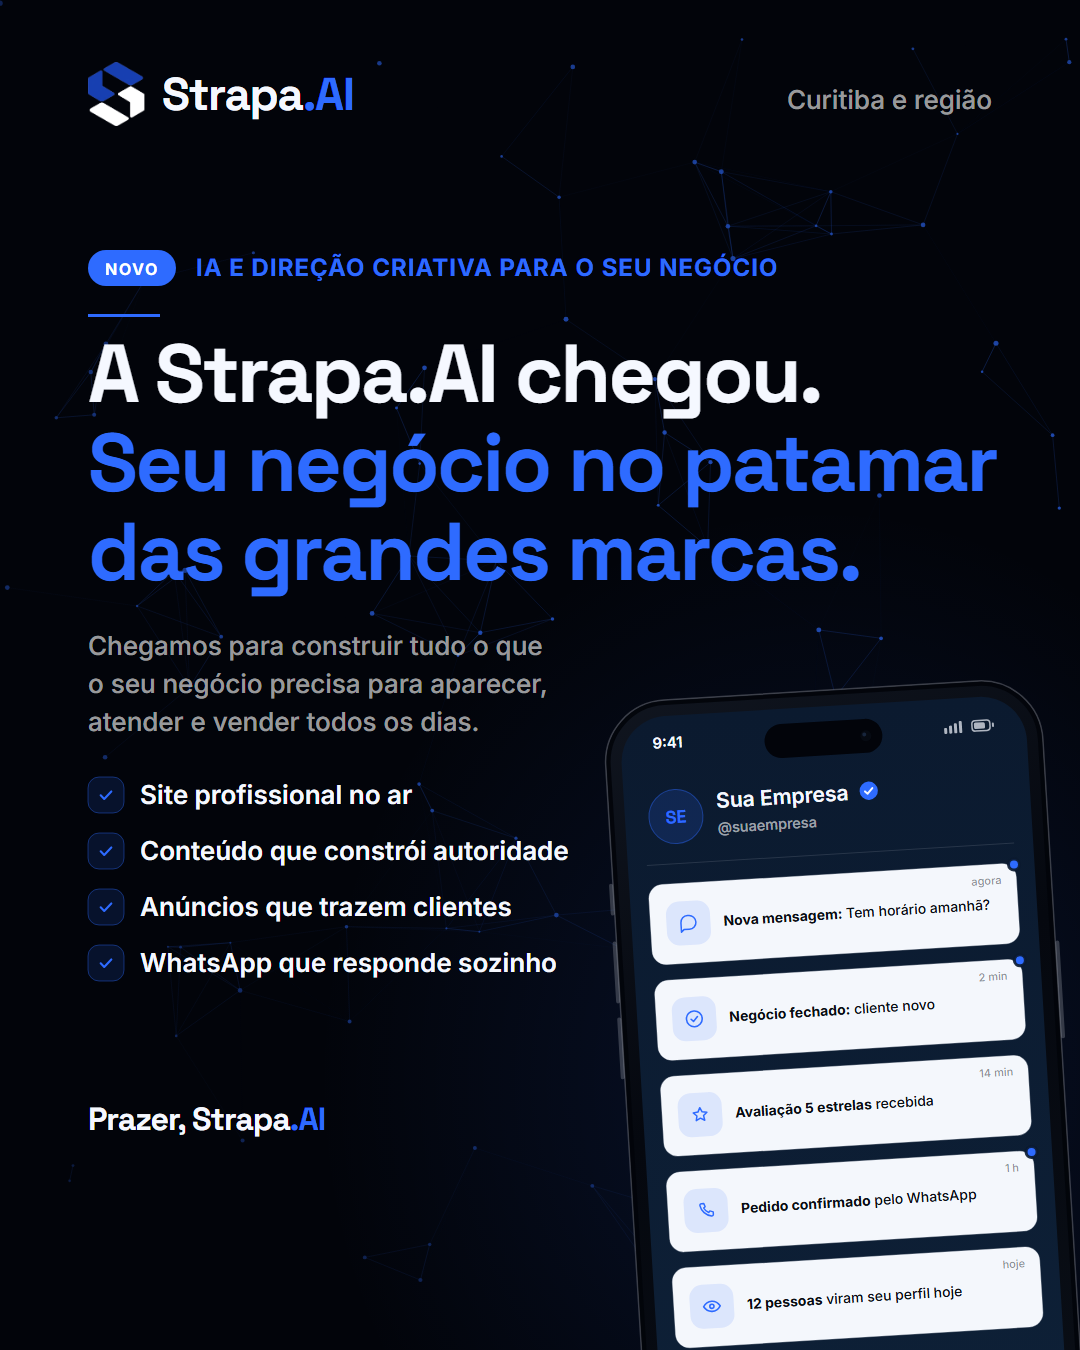 Strapa.AI
Curitiba e região
NOVO
IA E DIREÇÃO CRIATIVA PARA O SEU NEGÓCIO
A Strapa.AI chegou.
Seu negócio no patamar
das grandes marcas.
Chegamos para construir tudo o que
o seu negócio precisa para aparecer,
atender e vender todos os dias.
Site profissional no ar
Conteúdo que constrói autoridade
Anúncios que trazem clientes
WhatsApp que responde sozinho
Prazer, Strapa.AI
9:41
SE
Sua Empresa
@suaempresa
agora
Nova mensagem: Tem horário amanhã?
2 min
Negócio fechado: cliente novo
14 min
Avaliação 5 estrelas recebida
1 h
Pedido confirmado pelo WhatsApp
hoje
12 pessoas viram seu perfil hoje